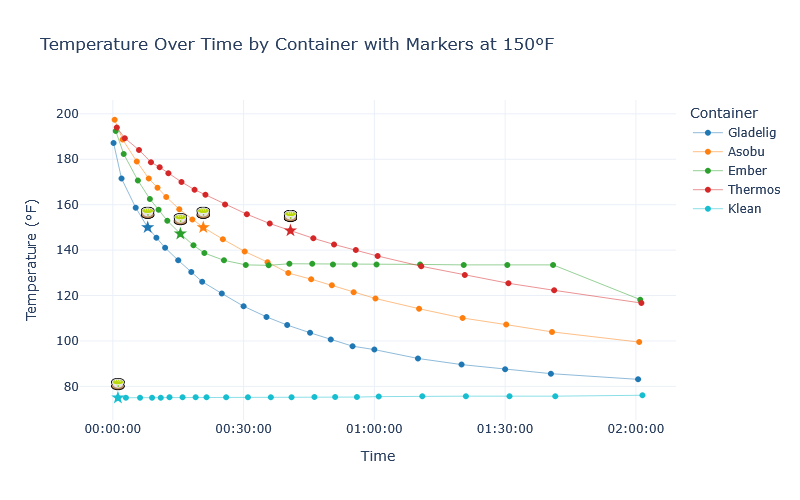 Temperature Over Time by Container with Markers at 150ºF
Container
Gladelig
Asobu
Ember
Thermos
Klean
Temperature (°F)
200
180
160
140
120
100
80
00:00:00
00:30:00
01:00:00
01:30:00
02:00:00
Time